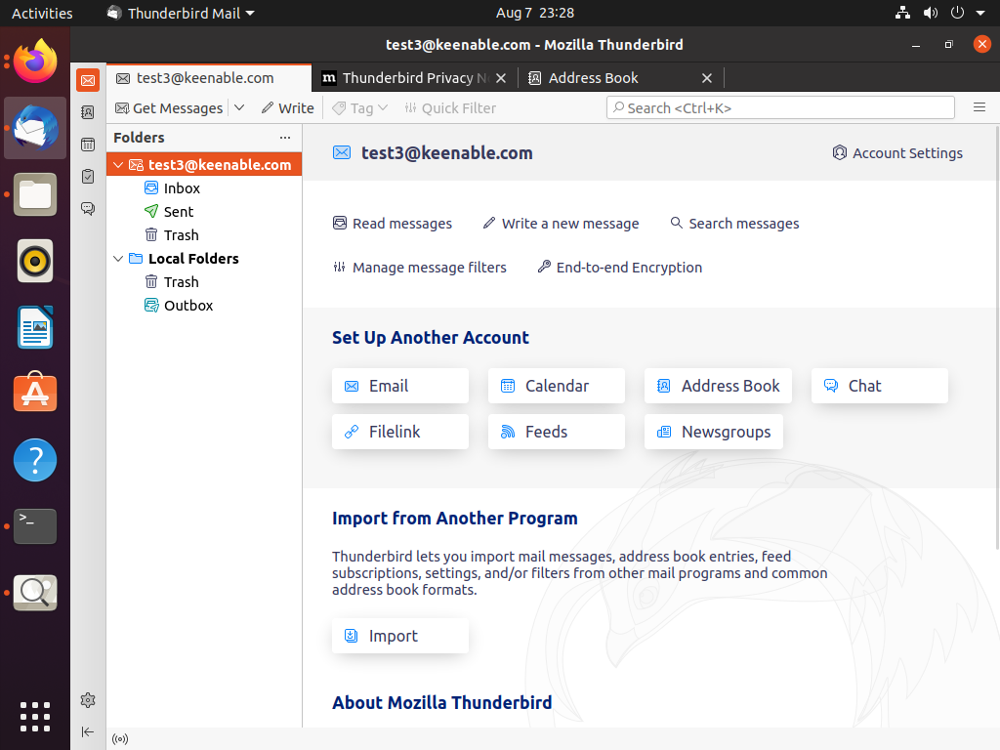 Activities
Thunderbird Mail
Aug 7 23:28
test3@keenable.com - Mozilla Thunderbird
test3@keenable.com
Thunderbird Privacy N
Address Book
Get Messages
Write
Tag
Quick Filter
Search <Ctrl+K>
Folders
test3@keenable.com
Inbox
Sent
Trash
Local Folders
Trash
Outbox
test3@keenable.com
Account Settings
Read messages
Write a new message
Search messages
Manage message filters
End-to-end Encryption
Set Up Another Account
Email
Calendar
Address Book
Chat
Filelink
Feeds
Newsgroups
Import from Another Program
Thunderbird lets you import mail messages, address book entries, feed
subscriptions, settings, and/or filters from other mail programs and common
address book formats.
Import
About Mozilla Thunderbird